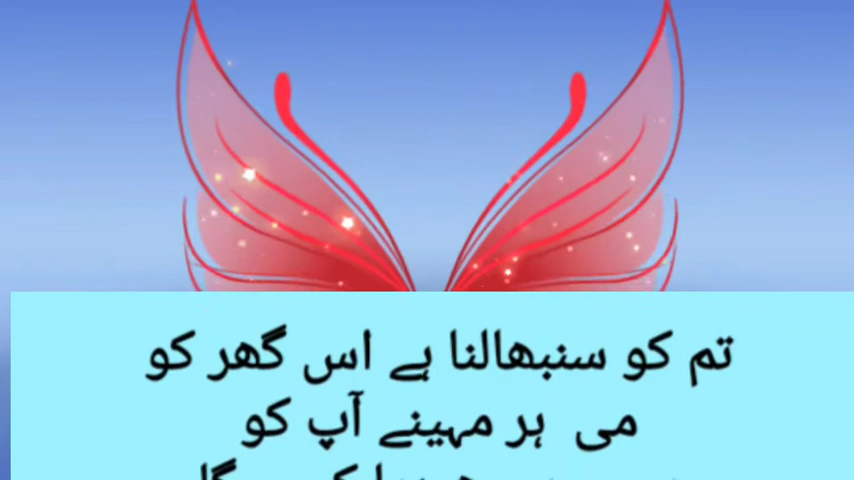 تم کو سنبھالنا ہے اس گھر کو
می ہر مہینے آپ کو